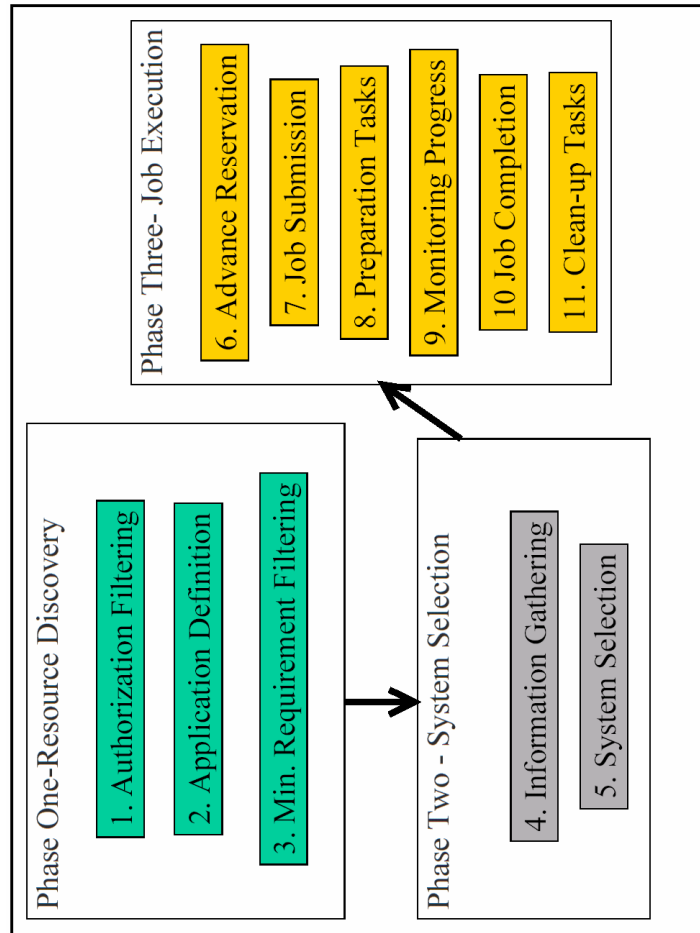 Phase One-Resource Discovery
1. Authorization Filtering
2. Application Definition
3. Min. Requirement Filtering
Phase Two - System Selection
4. Information Gathering
5. System Selection
Phase Three- Job Execution
6. Advance Reservation
7. Job Submission
8. Preparation Tasks
9. Monitoring Progress
10 Job Completion
11. Clean-up Tasks